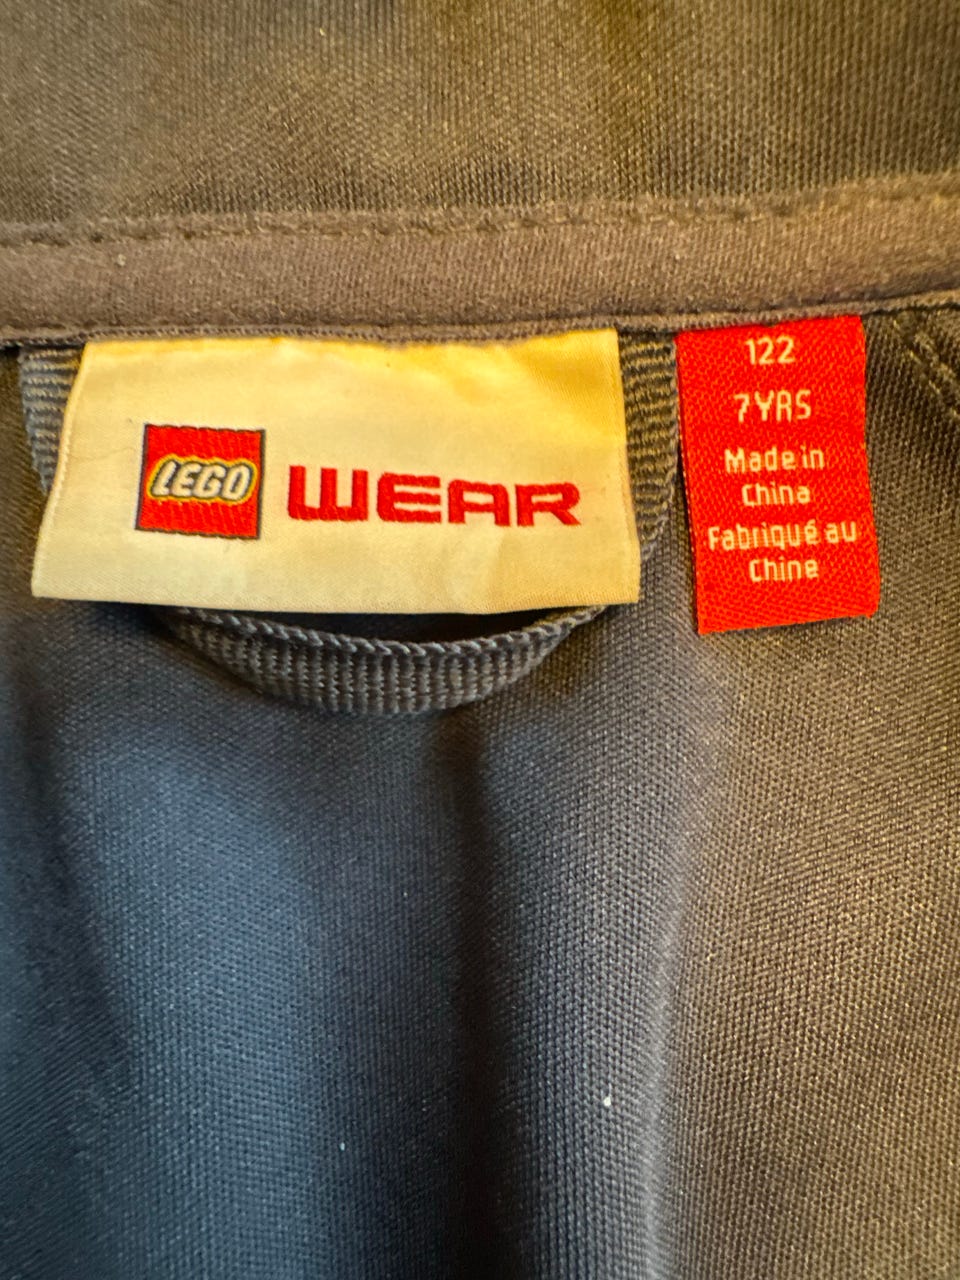 LEGO WEAR
122
7YRS
Made in
China
Fabriqué au
Chine